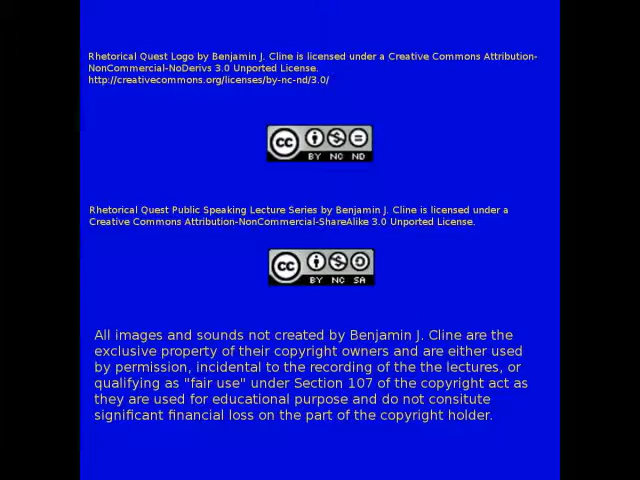 Rhetorical Quest Logo by Benjamin J. Cline is licensed under a Creative Commons Attribution-
NonCommercial-NoDerivs 3.0 Unported License.
http://creativecommons.org/licenses/by-nc-nd/3.0/
cc
BY NC ND
Rhetorical Quest Public Speaking Lecture Series by Benjamin J. Cline is licensed under a
Creative Commons Attribution-NonCommercial-ShareAlike 3.0 Unported License.
cc
BY NC SA
All images and sounds not created by Benjamin J. Cline are the
exclusive property of their copyright owners and are either used
by permission, incidental to the recording of the the lectures, or
qualifying as "fair use" under Section 107 of the copyright act as
they are used for educational purpose and do not consitute
significant financial loss on the part of the copyright holder.